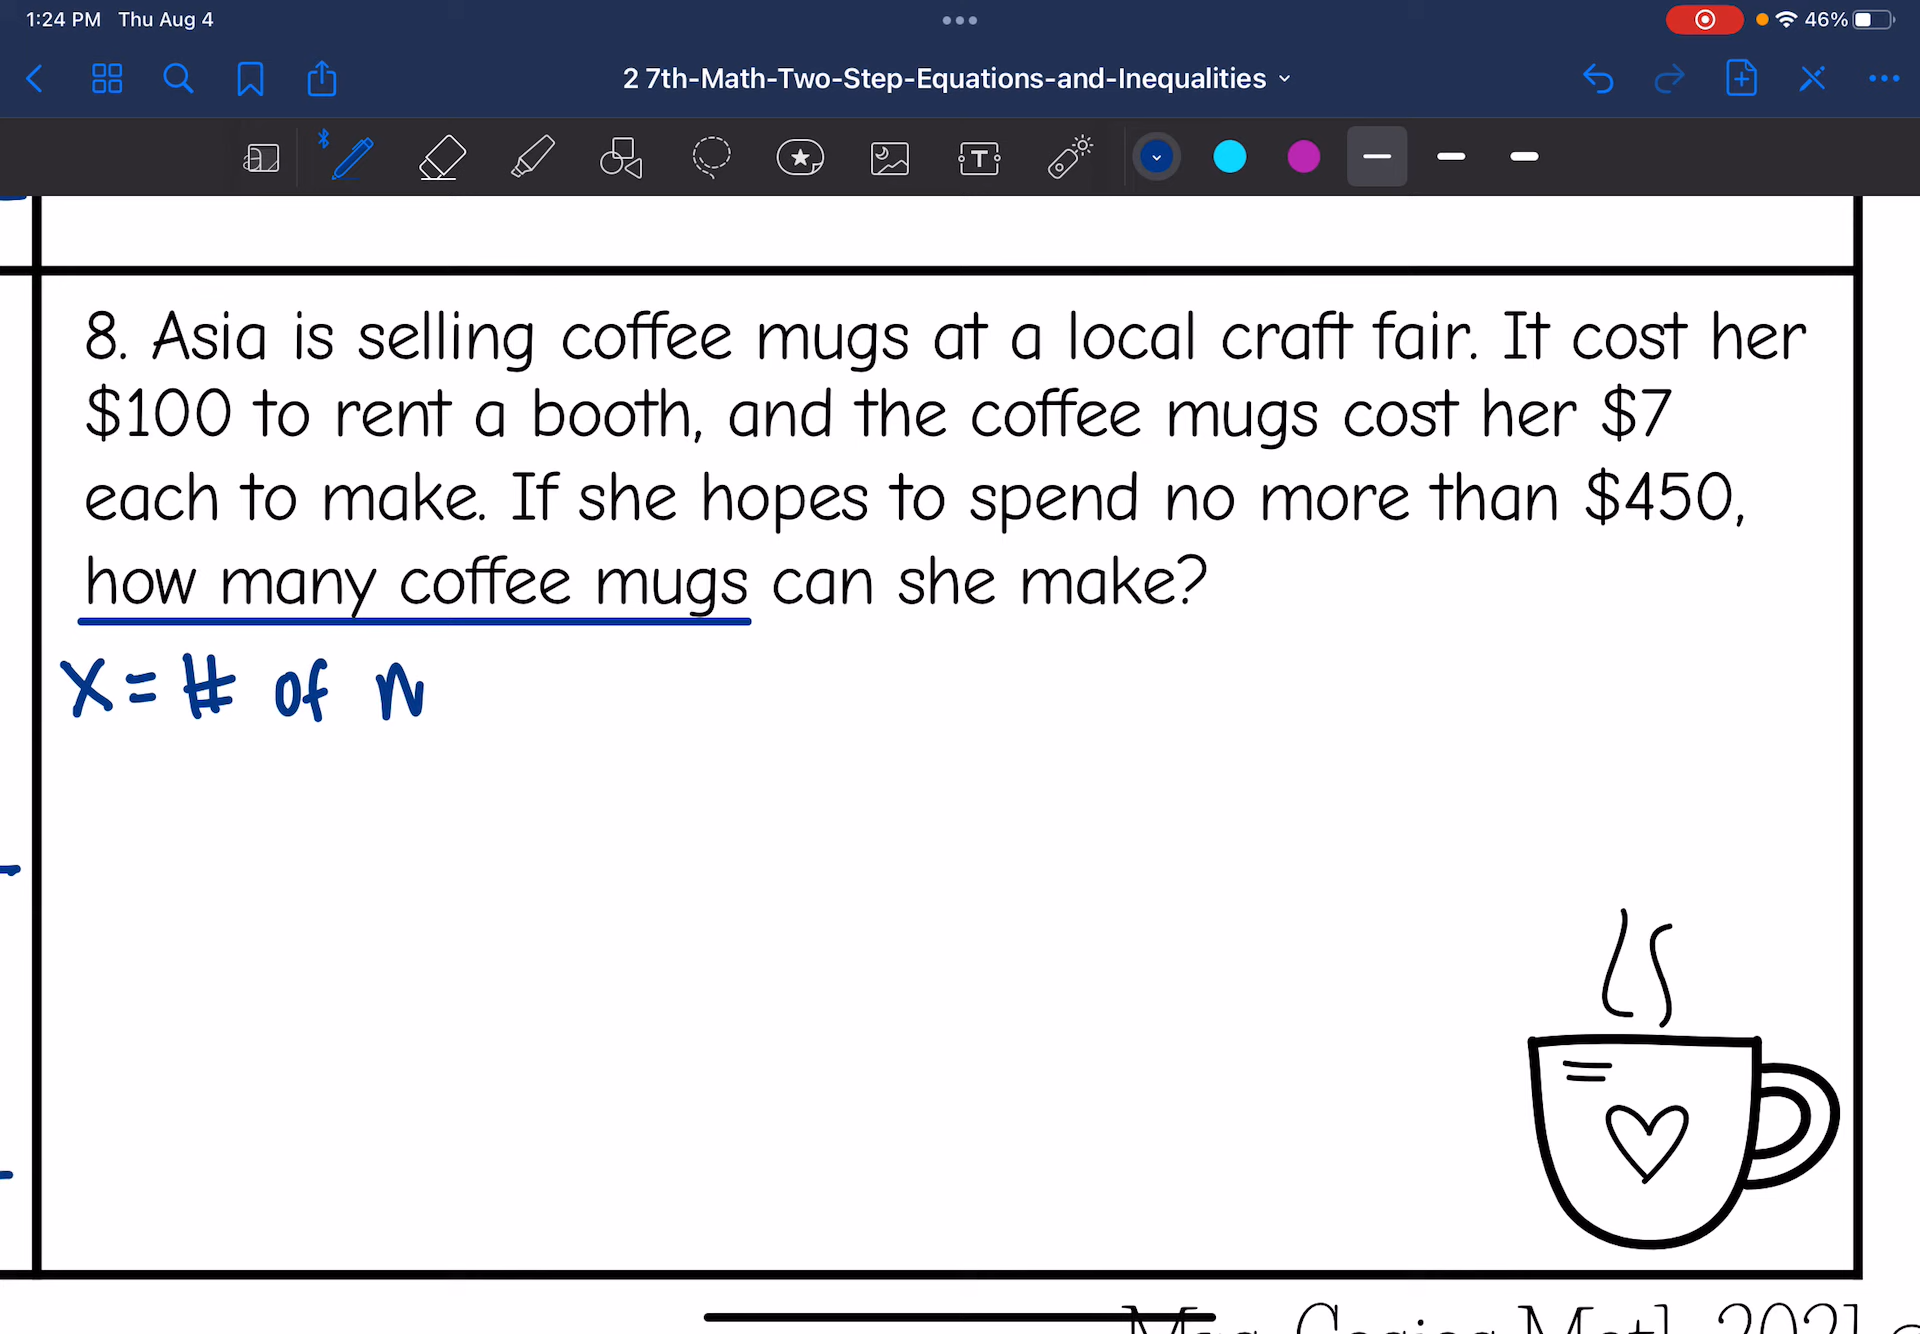 1:24 PM Thu Aug 4
46%
2 7th-Math-Two-Step-Equations-and-Inequalities
8. Asia is selling coffee mugs at a local craft fair. It cost her
$100 to rent a booth, and the coffee mugs cost her $7
each to make. If she hopes to spend no more than $450,
how many coffee mugs can she make?
x = # of m
2021